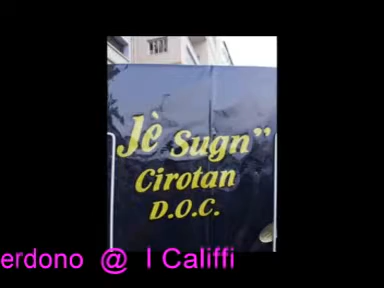 Jè Sugn”
Cirotan
D.O.C.
erdono @ I Califfi